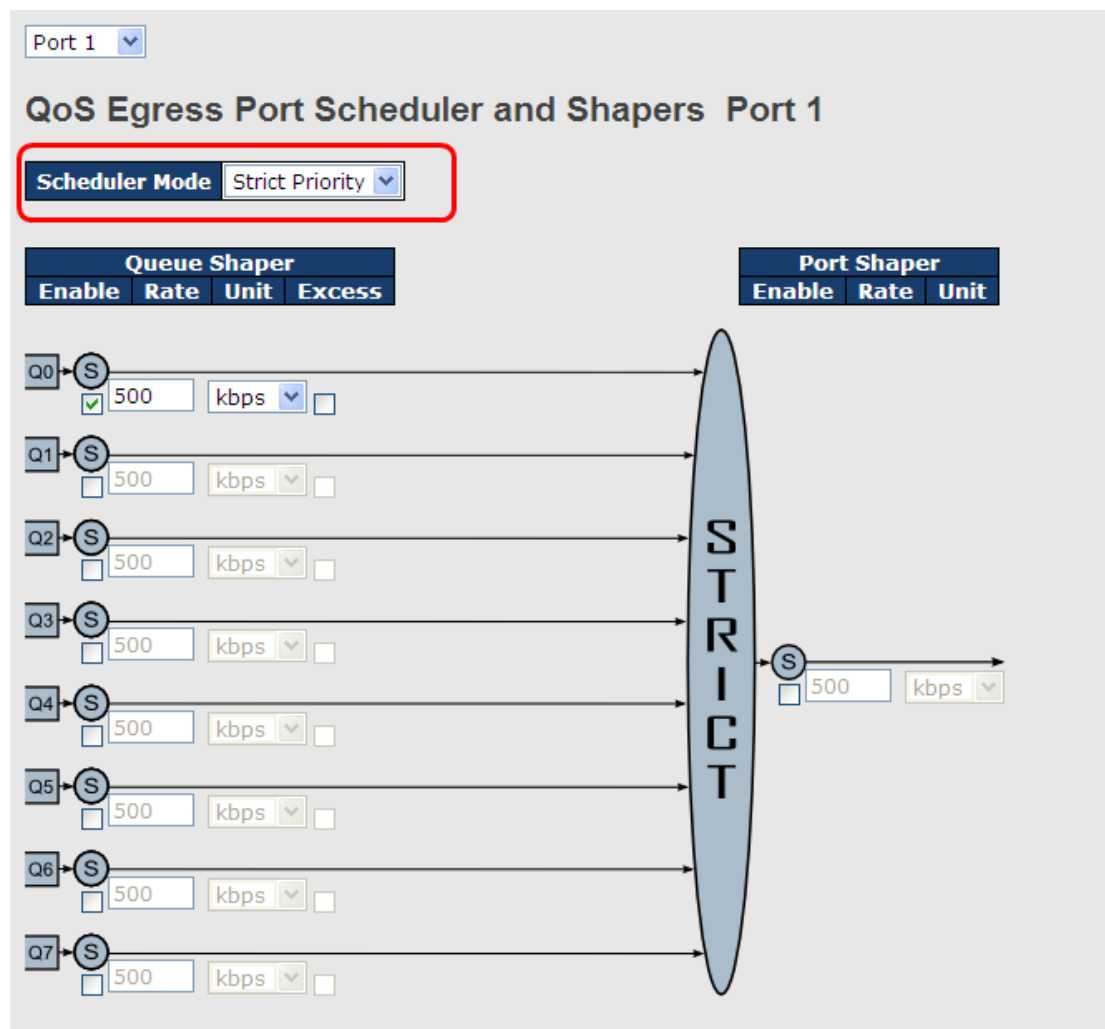 Port 1
QoS Egress Port Scheduler and Shapers Port 1
Scheduler Mode Strict Priority
Queue Shaper Port Shaper
Enable Rate Unit Excess Enable Rate Unit
Q0 S
500 kbps
Q1 S
500 kbps
Q2 S
500 kbps
Q3 S
500 kbps
Q4 S
500 kbps
Q5 S
500 kbps
Q6 S
500 kbps
Q7 S
500 kbps
STRICT
S
500 kbps